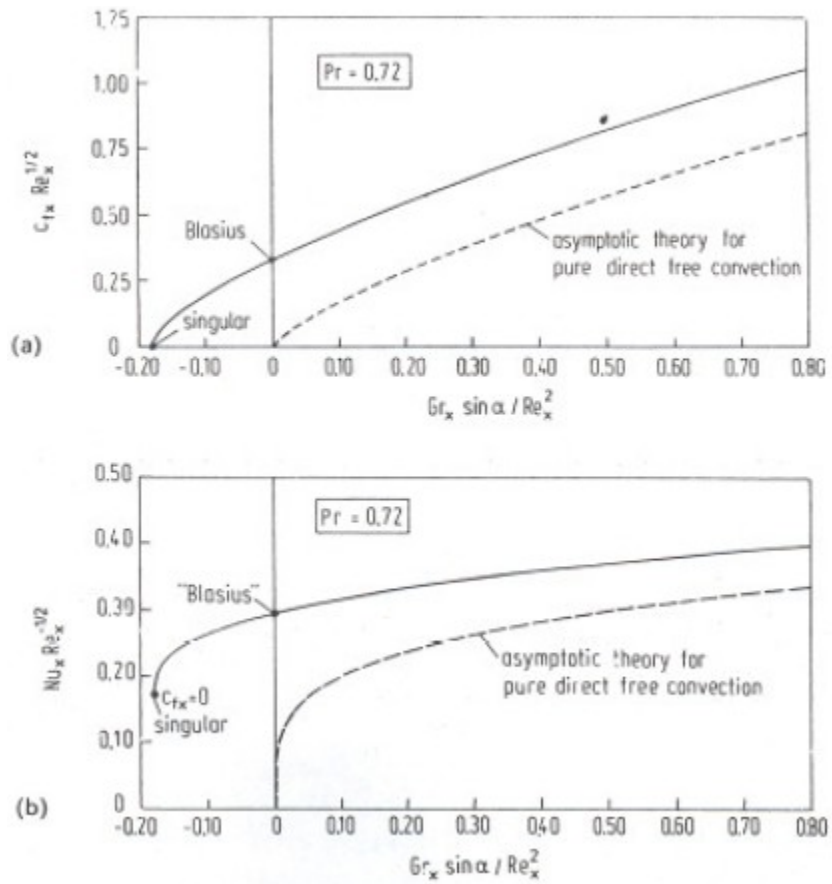 1,75
1,00
0,75
0,50
0,25
0
C_fx Re_x^1/2
Pr = 0,72
Blasius
singular
asymptotic theory for
pure direct free convection
(a)
-0,20 -0,10 0 0,10 0,20 0,30 0,40 0,50 0,60 0,70 0,80
Gr_x sin α / Re_x^2
0,50
0,40
0,39
0,20
0,10
0
Nu_x Re_x^-1/2
Pr = 0,72
"Blasius"
C_fx=0
singular
asymptotic theory for
pure direct free convection
(b)
-0,20 -0,10 0 0,10 0,20 0,30 0,40 0,50 0,60 0,70 0,80
Gr_x sin α / Re_x^2